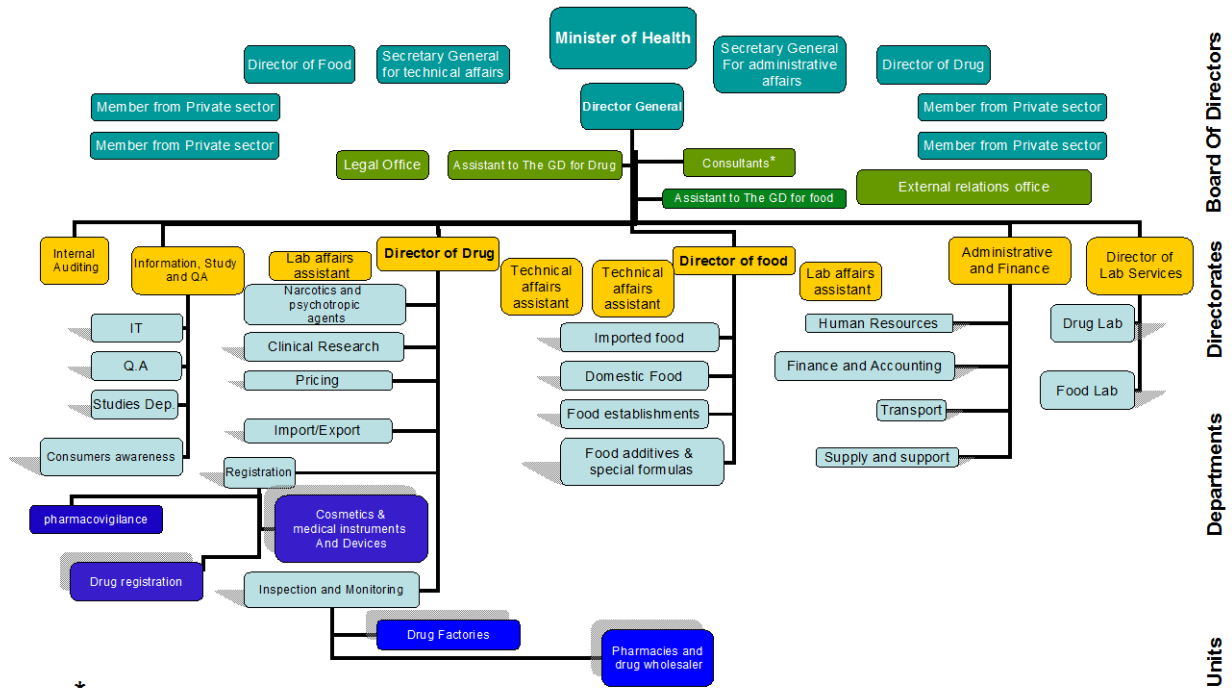 Minister of Health
Director of Food
Secretary General
for technical affairs
Secretary General
For administrative
affairs
Director of Drug
Member from Private sector
Director General
Member from Private sector
Member from Private sector
Member from Private sector
Board Of Directors
Legal Office
Assistant to The GD for Drug
Consultants*
Assistant to The GD for food
External relations office
Internal
Auditing
Information, Study
and QA
Lab affairs
assistant
Director of Drug
Technical
affairs
assistant
Technical
affairs
assistant
Director of food
Lab affairs
assistant
Administrative
and Finance
Director of
Lab Services
Directorates
IT
Q.A
Studies Dep.
Consumers awareness
Narcotics and
psychotropic
agents
Clinical Research
Pricing
Import/Export
Registration
Imported food
Domestic Food
Food establishments
Food additives &
special formulas
Human Resources
Finance and Accounting
Transport
Supply and support
Drug Lab
Food Lab
Departments
pharmacovigilance
Cosmetics &
medical instruments
And Devices
Drug registration
Inspection and Monitoring
Drug Factories
Pharmacies and
drug wholesaler
Units
*